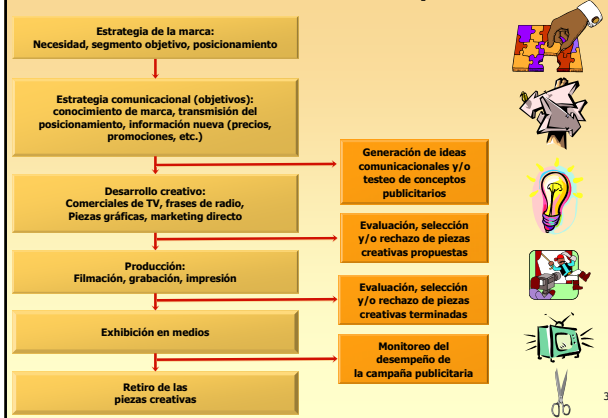 Estrategia de la marca:
Necesidad, segmento objetivo, posicionamiento
Estrategia comunicacional (objetivos):
conocimiento de marca, transmisión del
posicionamiento, información nueva (precios,
promociones, etc.)
Generación de ideas
comunicacionales y/o
testeo de conceptos
publicitarios
Desarrollo creativo:
Comerciales de TV, frases de radio,
Piezas gráficas, marketing directo
Evaluación, selección
y/o rechazo de piezas
creativas propuestas
Producción:
Filmación, grabación, impresión
Evaluación, selección
y/o rechazo de piezas
creativas terminadas
Exhibición en medios
Monitoreo del
desempeño de
la campaña publicitaria
Retiro de las
piezas creativas
3